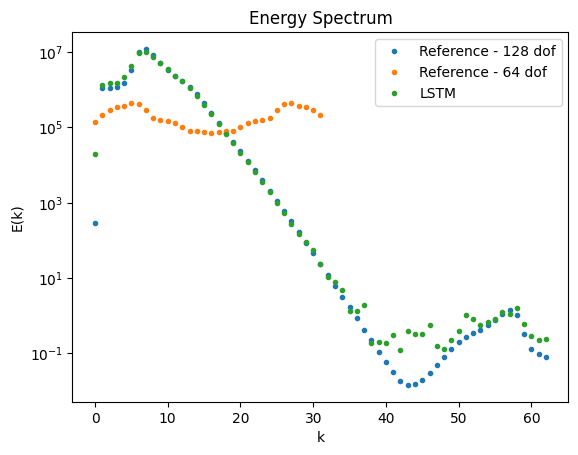 Energy Spectrum
Reference - 128 dof
Reference - 64 dof
LSTM
E(k)
10^7
10^5
10^3
10^1
10^−1
0 10 20 30 40 50 60
k